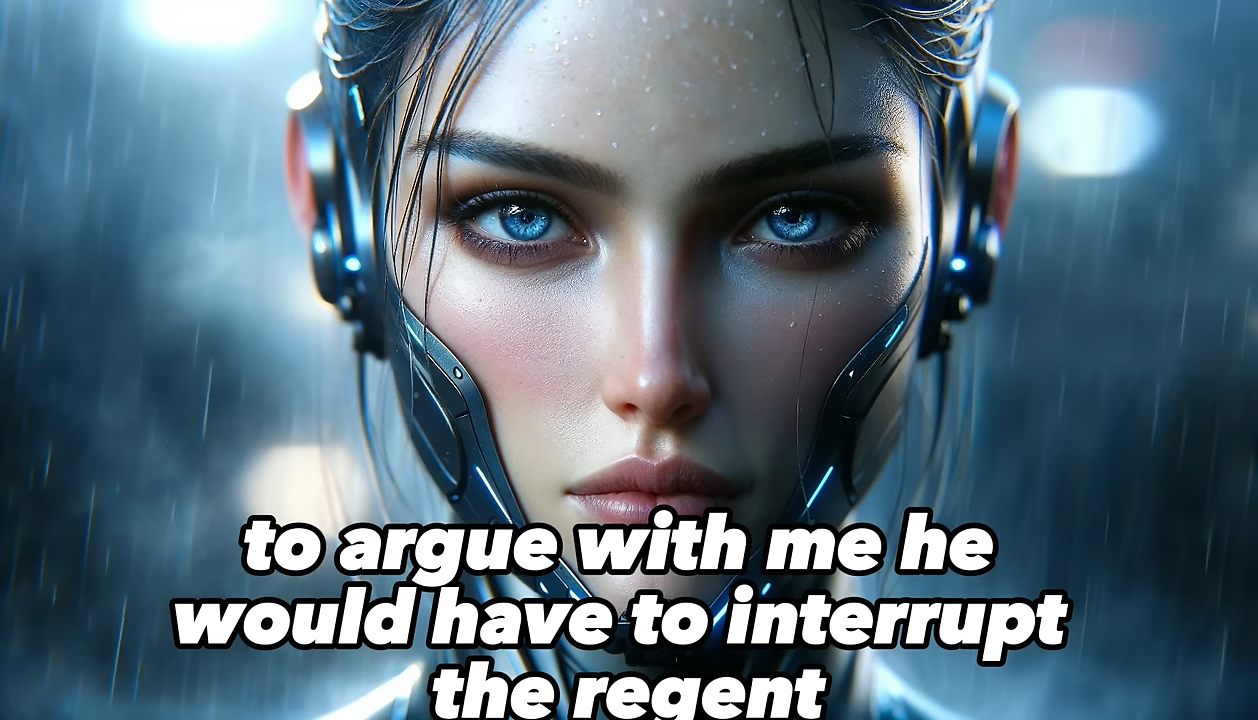 to argue with me he
would have to interrupt
the regent